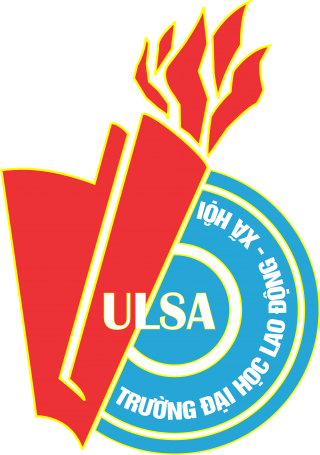 ULSA
TRƯỜNG ĐẠI HỌC LAO ĐỘNG - XÃ HỘI